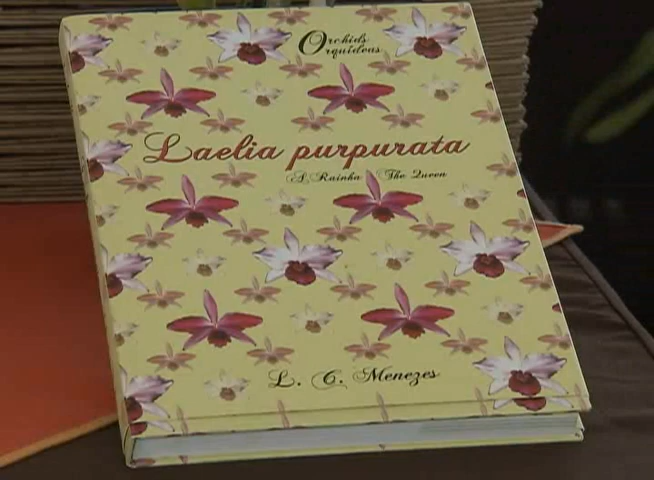 Orchids
Orquídeas
Laelia purpurata
A Rainha The Queen
L. C. Menezes